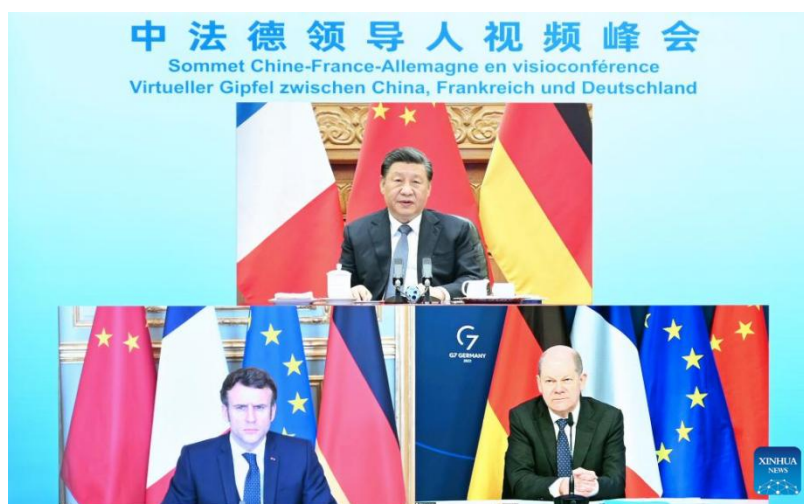 中法德领导人视频峰会
Sommet Chine-France-Allemagne en visioconférence
Virtueller Gipfel zwischen China, Frankreich und Deutschland
G7
G7 GERMANY
XINHUA
NEWS